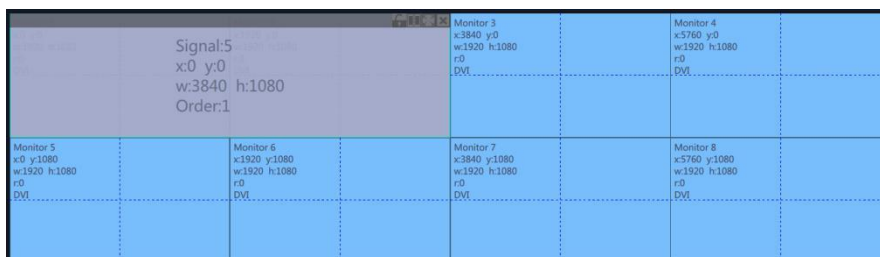 Signal:5
x:0 y:0
w:3840 h:1080
Order:1
Monitor 3
x:3840 y:0
w:1920 h:1080
r:0
DVI
Monitor 4
x:5760 y:0
w:1920 h:1080
r:0
DVI
Monitor 5
x:0 y:1080
w:1920 h:1080
r:0
DVI
Monitor 6
x:1920 y:1080
w:1920 h:1080
r:0
DVI
Monitor 7
x:3840 y:1080
w:1920 h:1080
r:0
DVI
Monitor 8
x:5760 y:1080
w:1920 h:1080
r:0
DVI